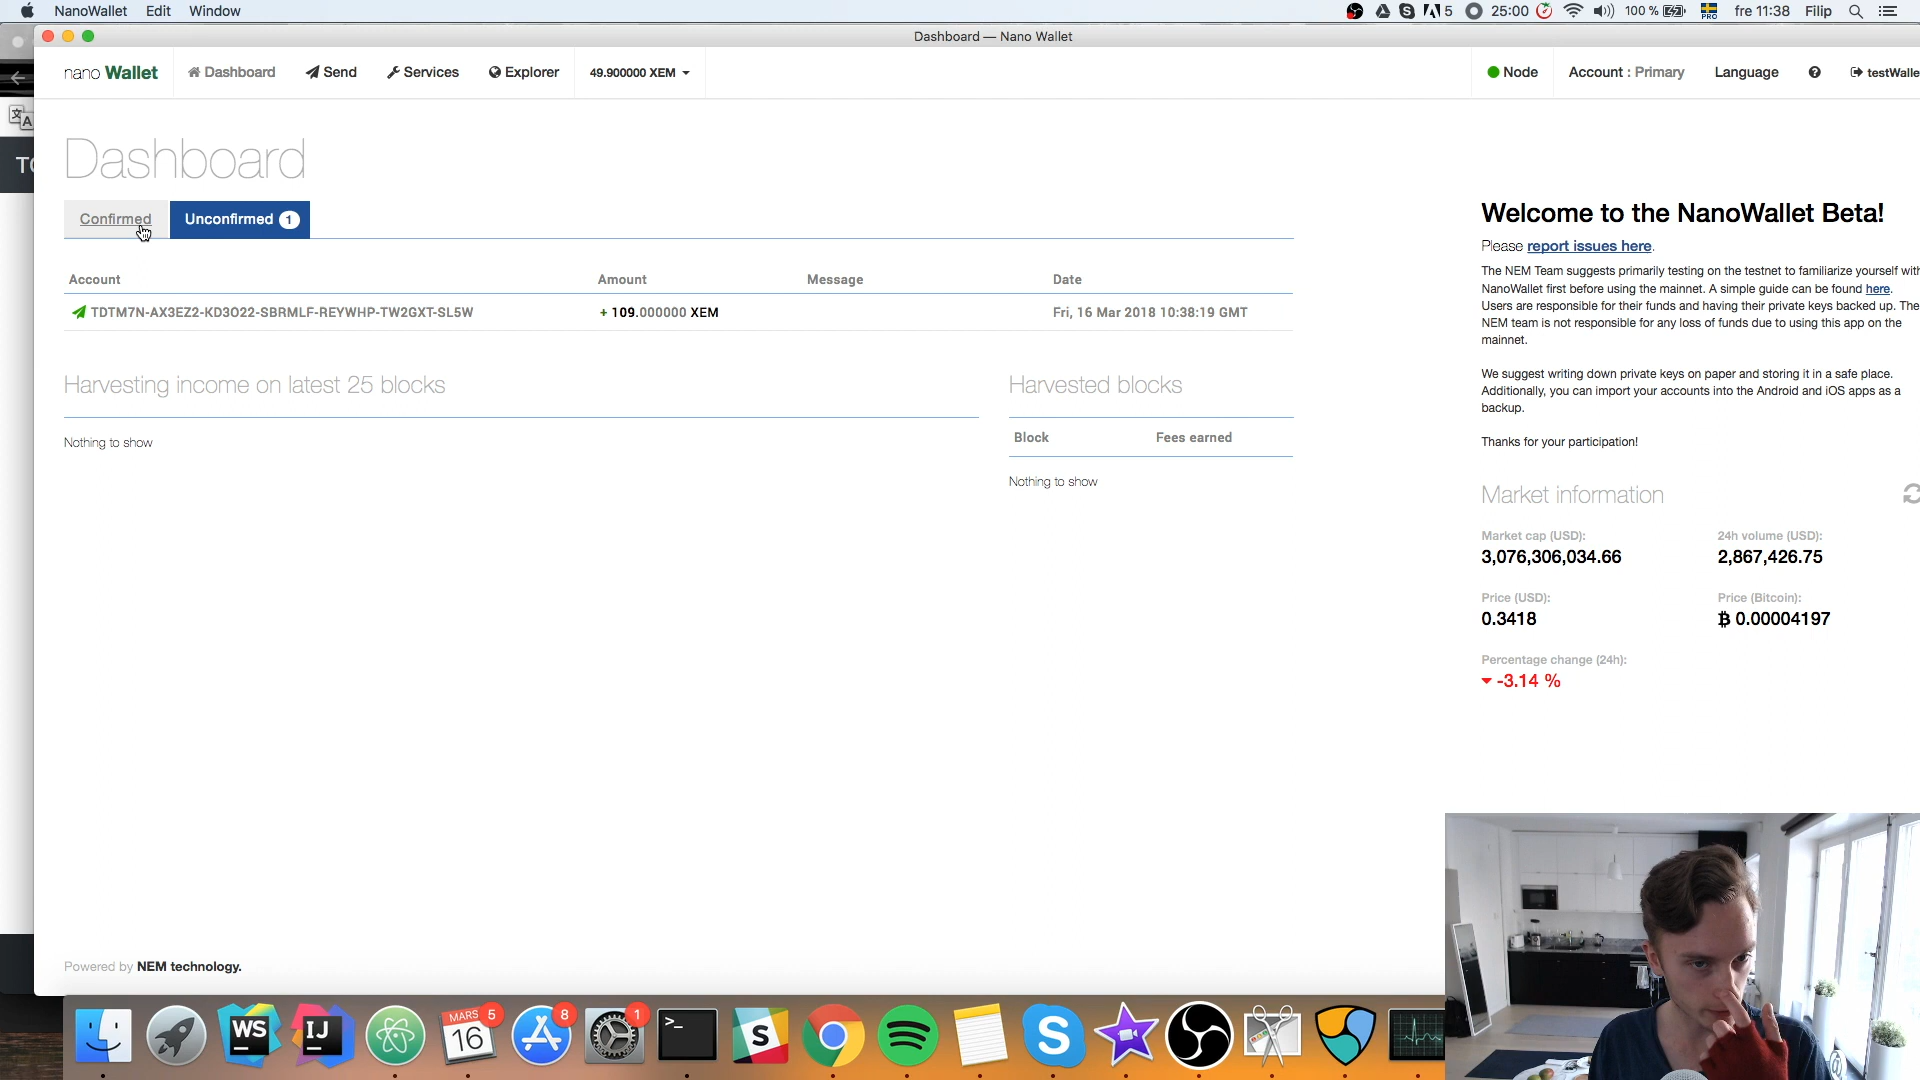 NanoWallet Edit Window
5 25:00 100 % PRO fre 11:38 Filip
Dashboard — Nano Wallet
nano Wallet Dashboard Send Services Explorer 49.900000 XEM Node Account : Primary Language testWalle
Dashboard
Confirmed Unconfirmed 1
Account Amount Message Date
TDTM7N-AX3EZ2-KD3O22-SBRMLF-REYWHP-TW2GXT-SL5W + 109.000000 XEM Fri, 16 Mar 2018 10:38:19 GMT
Harvesting income on latest 25 blocks
Nothing to show
Harvested blocks
Block Fees earned
Nothing to show
Welcome to the NanoWallet Beta!
Please report issues here.
The NEM Team suggests primarily testing on the testnet to familiarize yourself with
NanoWallet first before using the mainnet. A simple guide can be found here.
Users are responsible for their funds and having their private keys backed up. The
NEM team is not responsible for any loss of funds due to using this app on the
mainnet.
We suggest writing down private keys on paper and storing it in a safe place.
Additionally, you can import your accounts into the Android and iOS apps as a
backup.
Thanks for your participation!
Market information
Market cap (USD): 24h volume (USD):
3,076,306,034.66 2,867,426.75
Price (USD): Price (Bitcoin):
0.3418 ฿ 0.00004197
Percentage change (24h):
-3.14 %
Powered by NEM technology.
WS IJ MARS 16 5 8 1 >_ S S